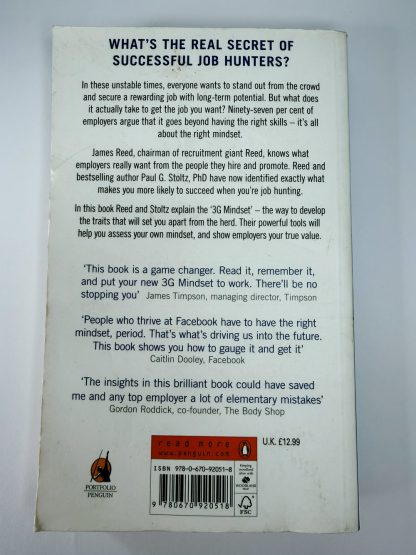 WHAT'S THE REAL SECRET OF
SUCCESSFUL JOB HUNTERS?
In these unstable times, everyone wants to stand out from the crowd
and secure a rewarding job with long-term potential. But what does
it actually take to get the job you want? Ninety-seven per cent of
employers argue that it goes beyond having the right skills – it's all
about the right mindset.
James Reed, chairman of recruitment giant Reed, knows what
employers really want from the people they hire and promote. Reed and
bestselling author Paul G. Stoltz, PhD have now identified exactly what
makes you more likely to succeed when you're job hunting.
In this book Reed and Stoltz explain the '3G Mindset' – the way to develop
the traits that will set you apart from the herd. Their powerful tools will
help you assess your own mindset, and show employers your true value.
'This book is a game changer. Read it, remember it,
and put your new 3G Mindset to work. There'll be no
stopping you' James Timpson, managing director, Timpson
'People who thrive at Facebook have to have the right
mindset, period. That's what's driving us into the future.
This book shows you how to gauge it and get it'
Caitlin Dooley, Facebook
'The insights in this brilliant book could have saved
me and any top employer a lot of elementary mistakes'
Gordon Roddick, co-founder, The Body Shop
read more
www.penguin.com
U.K. £12.99
ISBN 978-0-670-92051-8
9 780670 920518
PORTFOLIO
PENGUIN
WOODLAND
FSC